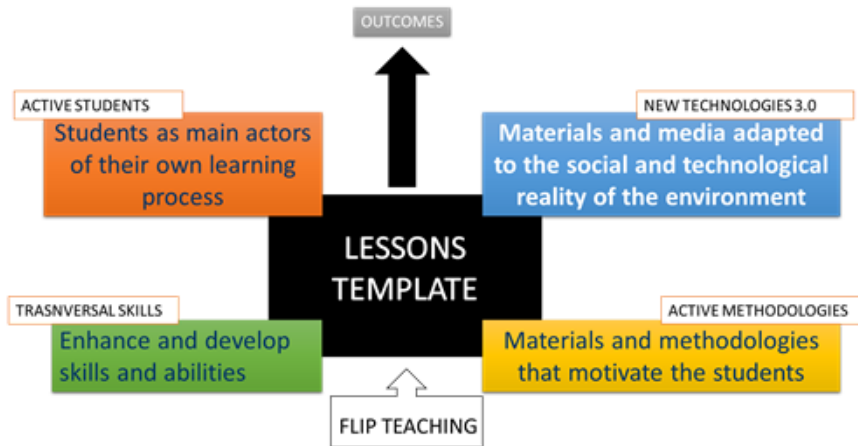 OUTCOMES
ACTIVE STUDENTS
Students as main actors
of their own learning
process
NEW TECHNOLOGIES 3.0
Materials and media adapted
to the social and technological
reality of the environment
LESSONS
TEMPLATE
TRASNVERSAL SKILLS
Enhance and develop
skills and abilities
ACTIVE METHODOLOGIES
Materials and methodologies
that motivate the students
FLIP TEACHING